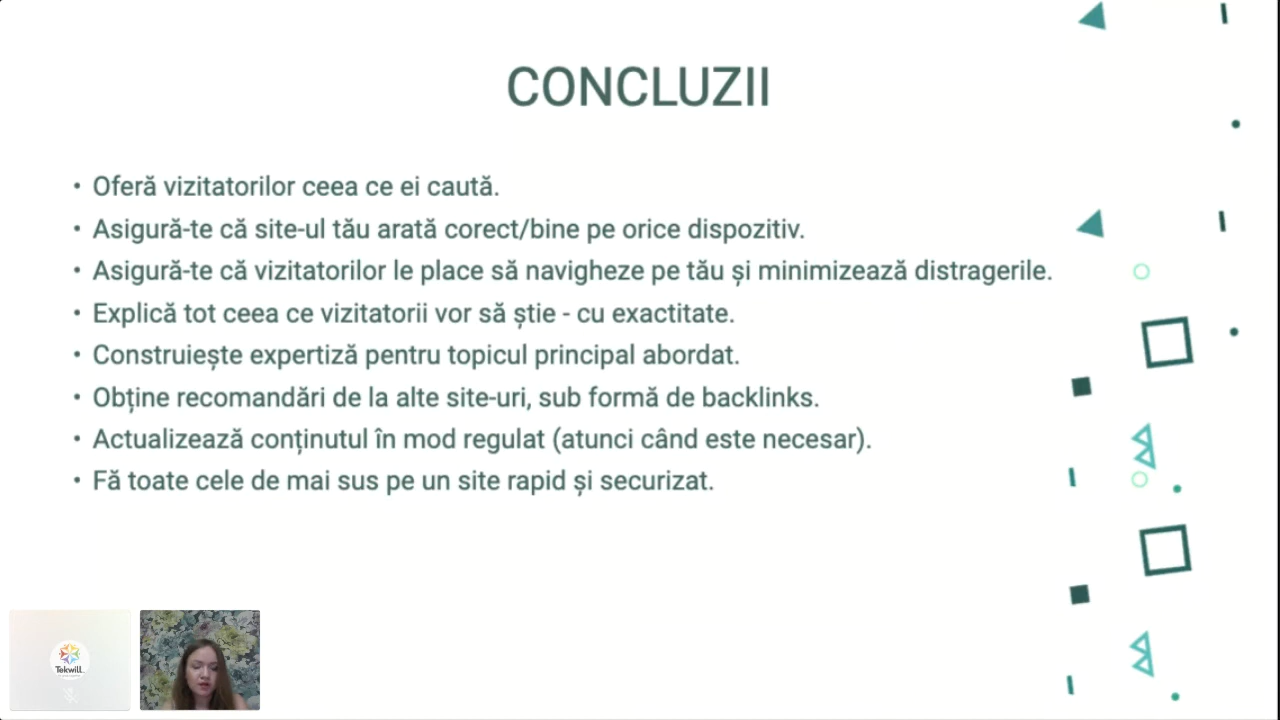 CONCLUZII
• Oferă vizitatorilor ceea ce ei caută.
• Asigură-te că site-ul tău arată corect/bine pe orice dispozitiv.
• Asigură-te că vizitatorilor le place să navigheze pe tău și minimizează distragerile.
• Explică tot ceea ce vizitatorii vor să știe - cu exactitate.
• Construiește expertiză pentru topicul principal abordat.
• Obține recomandări de la alte site-uri, sub formă de backlinks.
• Actualizează conținutul în mod regulat (atunci când este necesar).
• Fă toate cele de mai sus pe un site rapid și securizat.
Tekwill